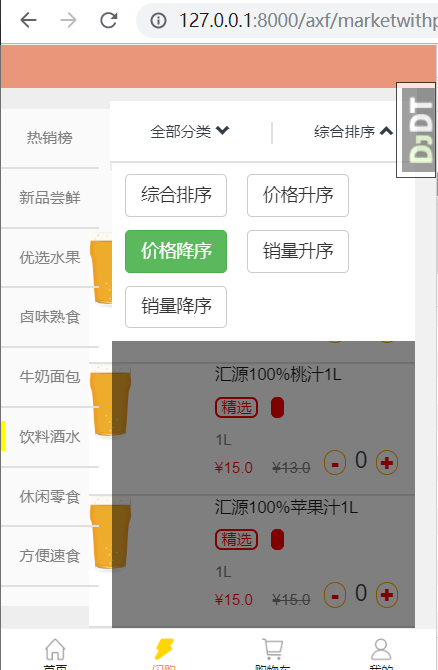 127.0.0.1:8000/axf/marketwithp
DJDT
全部分类
综合排序
热销榜
新品尝鲜
优选水果
卤味熟食
牛奶面包
饮料酒水
休闲零食
方便速食
综合排序
价格升序
价格降序
销量升序
销量降序
汇源100%桃汁1L
精选
1L
¥15.0 ¥13.0 - 0 +
汇源100%苹果汁1L
精选
1L
¥15.0 ¥15.0 - 0 +
首页 闪购 购物车 我的